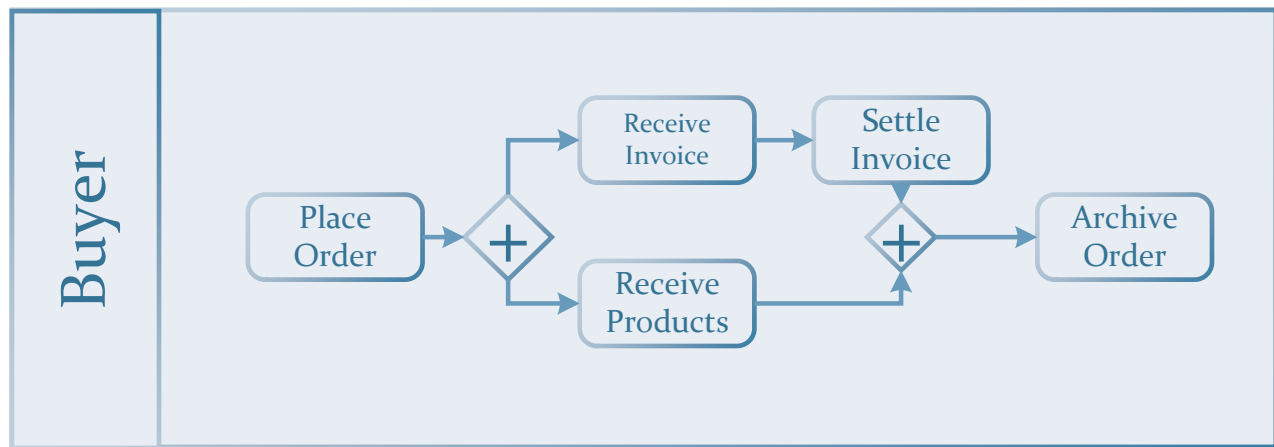 Buyer
Place
Order
Receive
Invoice
Settle
Invoice
Receive
Products
Archive
Order